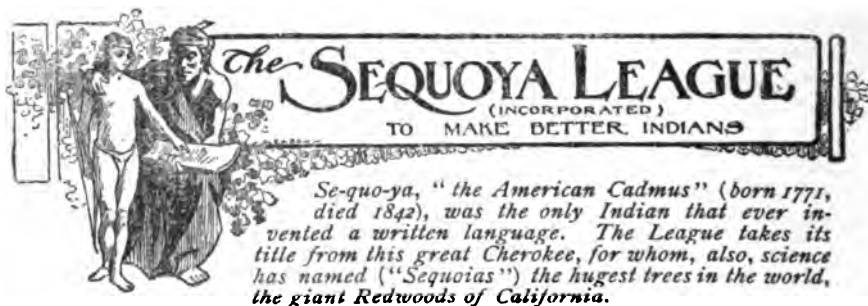 The SEQUOYA LEAGUE
(INCORPORATED)
TO MAKE BETTER INDIANS
Se-quo-ya, "the American Cadmus" (born 1771,
died 1842), was the only Indian that ever in-
vented a written language. The League takes its
title from this great Cherokee, for whom, also, science
has named ("Sequoias") the hugest trees in the world,
the giant Redwoods of California.